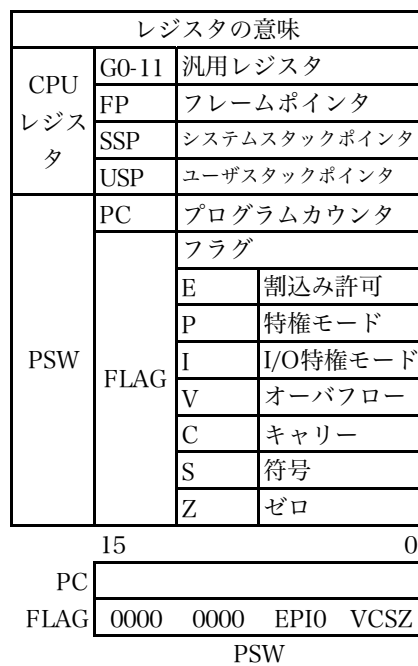 レジスタの意味
CPU
レジス
タ
G0-11 汎用レジスタ
FP フレームポインタ
SSP システムスタックポインタ
USP ユーザスタックポインタ
PSW
PC プログラムカウンタ
FLAG
フラグ
E 割込み許可
P 特権モード
I I/O特権モード
V オーバフロー
C キャリー
S 符号
Z ゼロ
15 0
PC
FLAG 0000 0000 EPI0 VCSZ
PSW